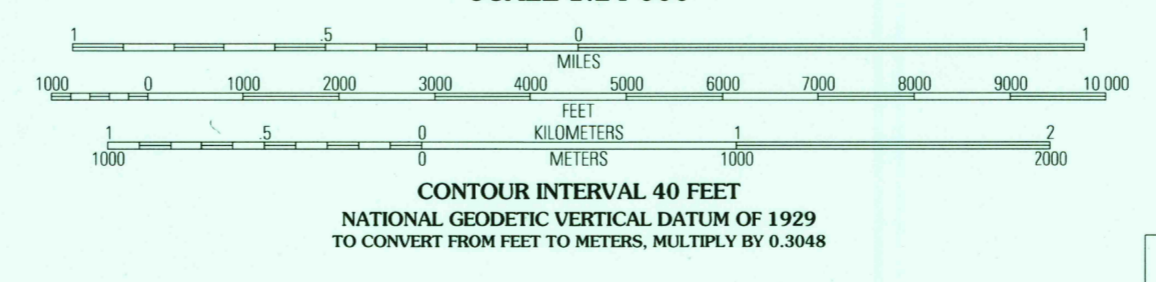 1 .5 0 1
MILES
1000 0 1000 2000 3000 4000 5000 6000 7000 8000 9000 10 000
FEET
1 .5 0 KILOMETERS 1 2
1000 0 METERS 1000 2000
CONTOUR INTERVAL 40 FEET
NATIONAL GEODETIC VERTICAL DATUM OF 1929
TO CONVERT FROM FEET TO METERS, MULTIPLY BY 0.3048